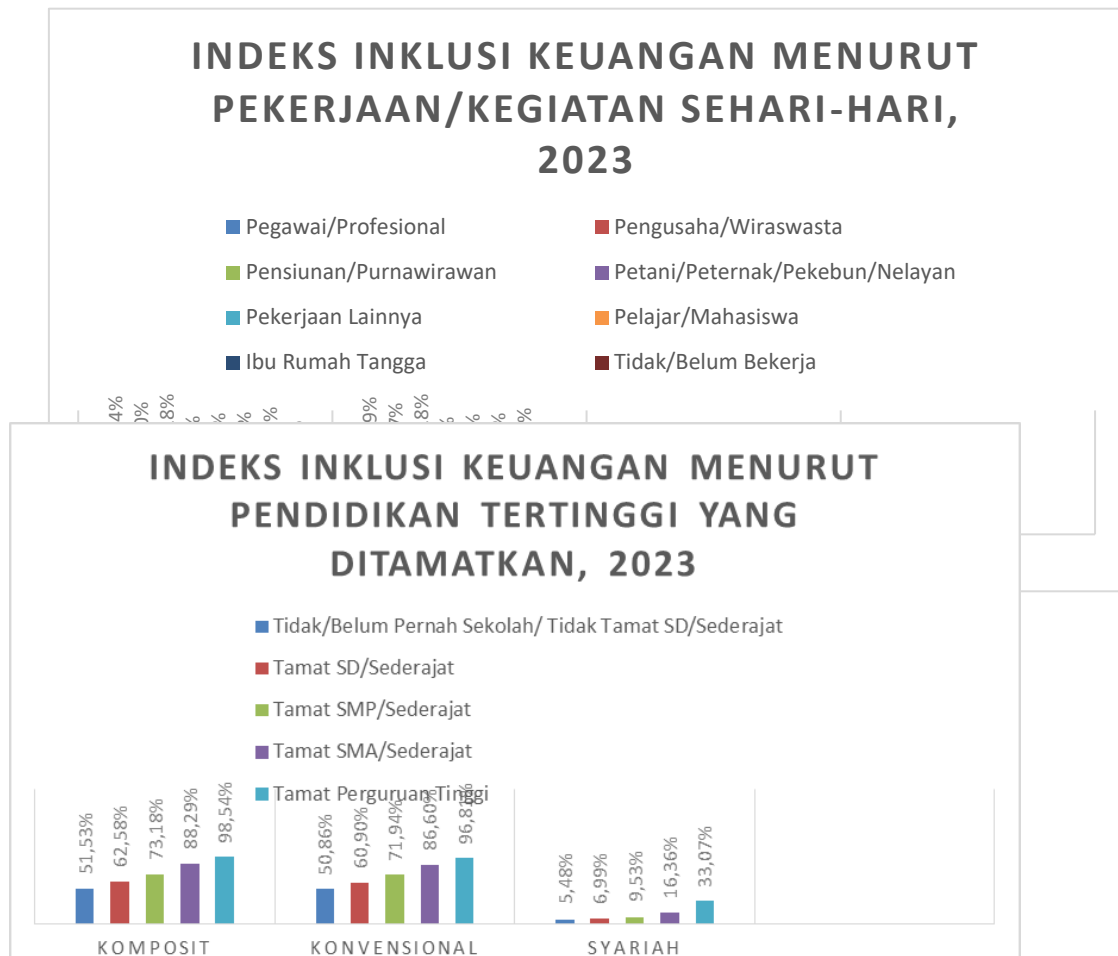 INDEKS INKLUSI KEUANGAN MENURUT
PEKERJAAN/KEGIATAN SEHARI-HARI,
2023
Pegawai/Profesional
Pengusaha/Wiraswasta
Pensiunan/Purnawirawan
Petani/Peternak/Pekebun/Nelayan
Pekerjaan Lainnya
Pelajar/Mahasiswa
Ibu Rumah Tangga
Tidak/Belum Bekerja
INDEKS INKLUSI KEUANGAN MENURUT
PENDIDIKAN TERTINGGI YANG
DITAMATKAN, 2023
Tidak/Belum Pernah Sekolah/ Tidak Tamat SD/Sederajat
Tamat SD/Sederajat
Tamat SMP/Sederajat
Tamat SMA/Sederajat
Tamat Perguruan Tinggi
51,53%
62,58%
73,18%
88,29%
98,54%
50,86%
60,90%
71,94%
86,60%
96,81%
5,48%
6,99%
9,53%
16,36%
33,07%
KOMPOSIT
KONVENSIONAL
SYARIAH